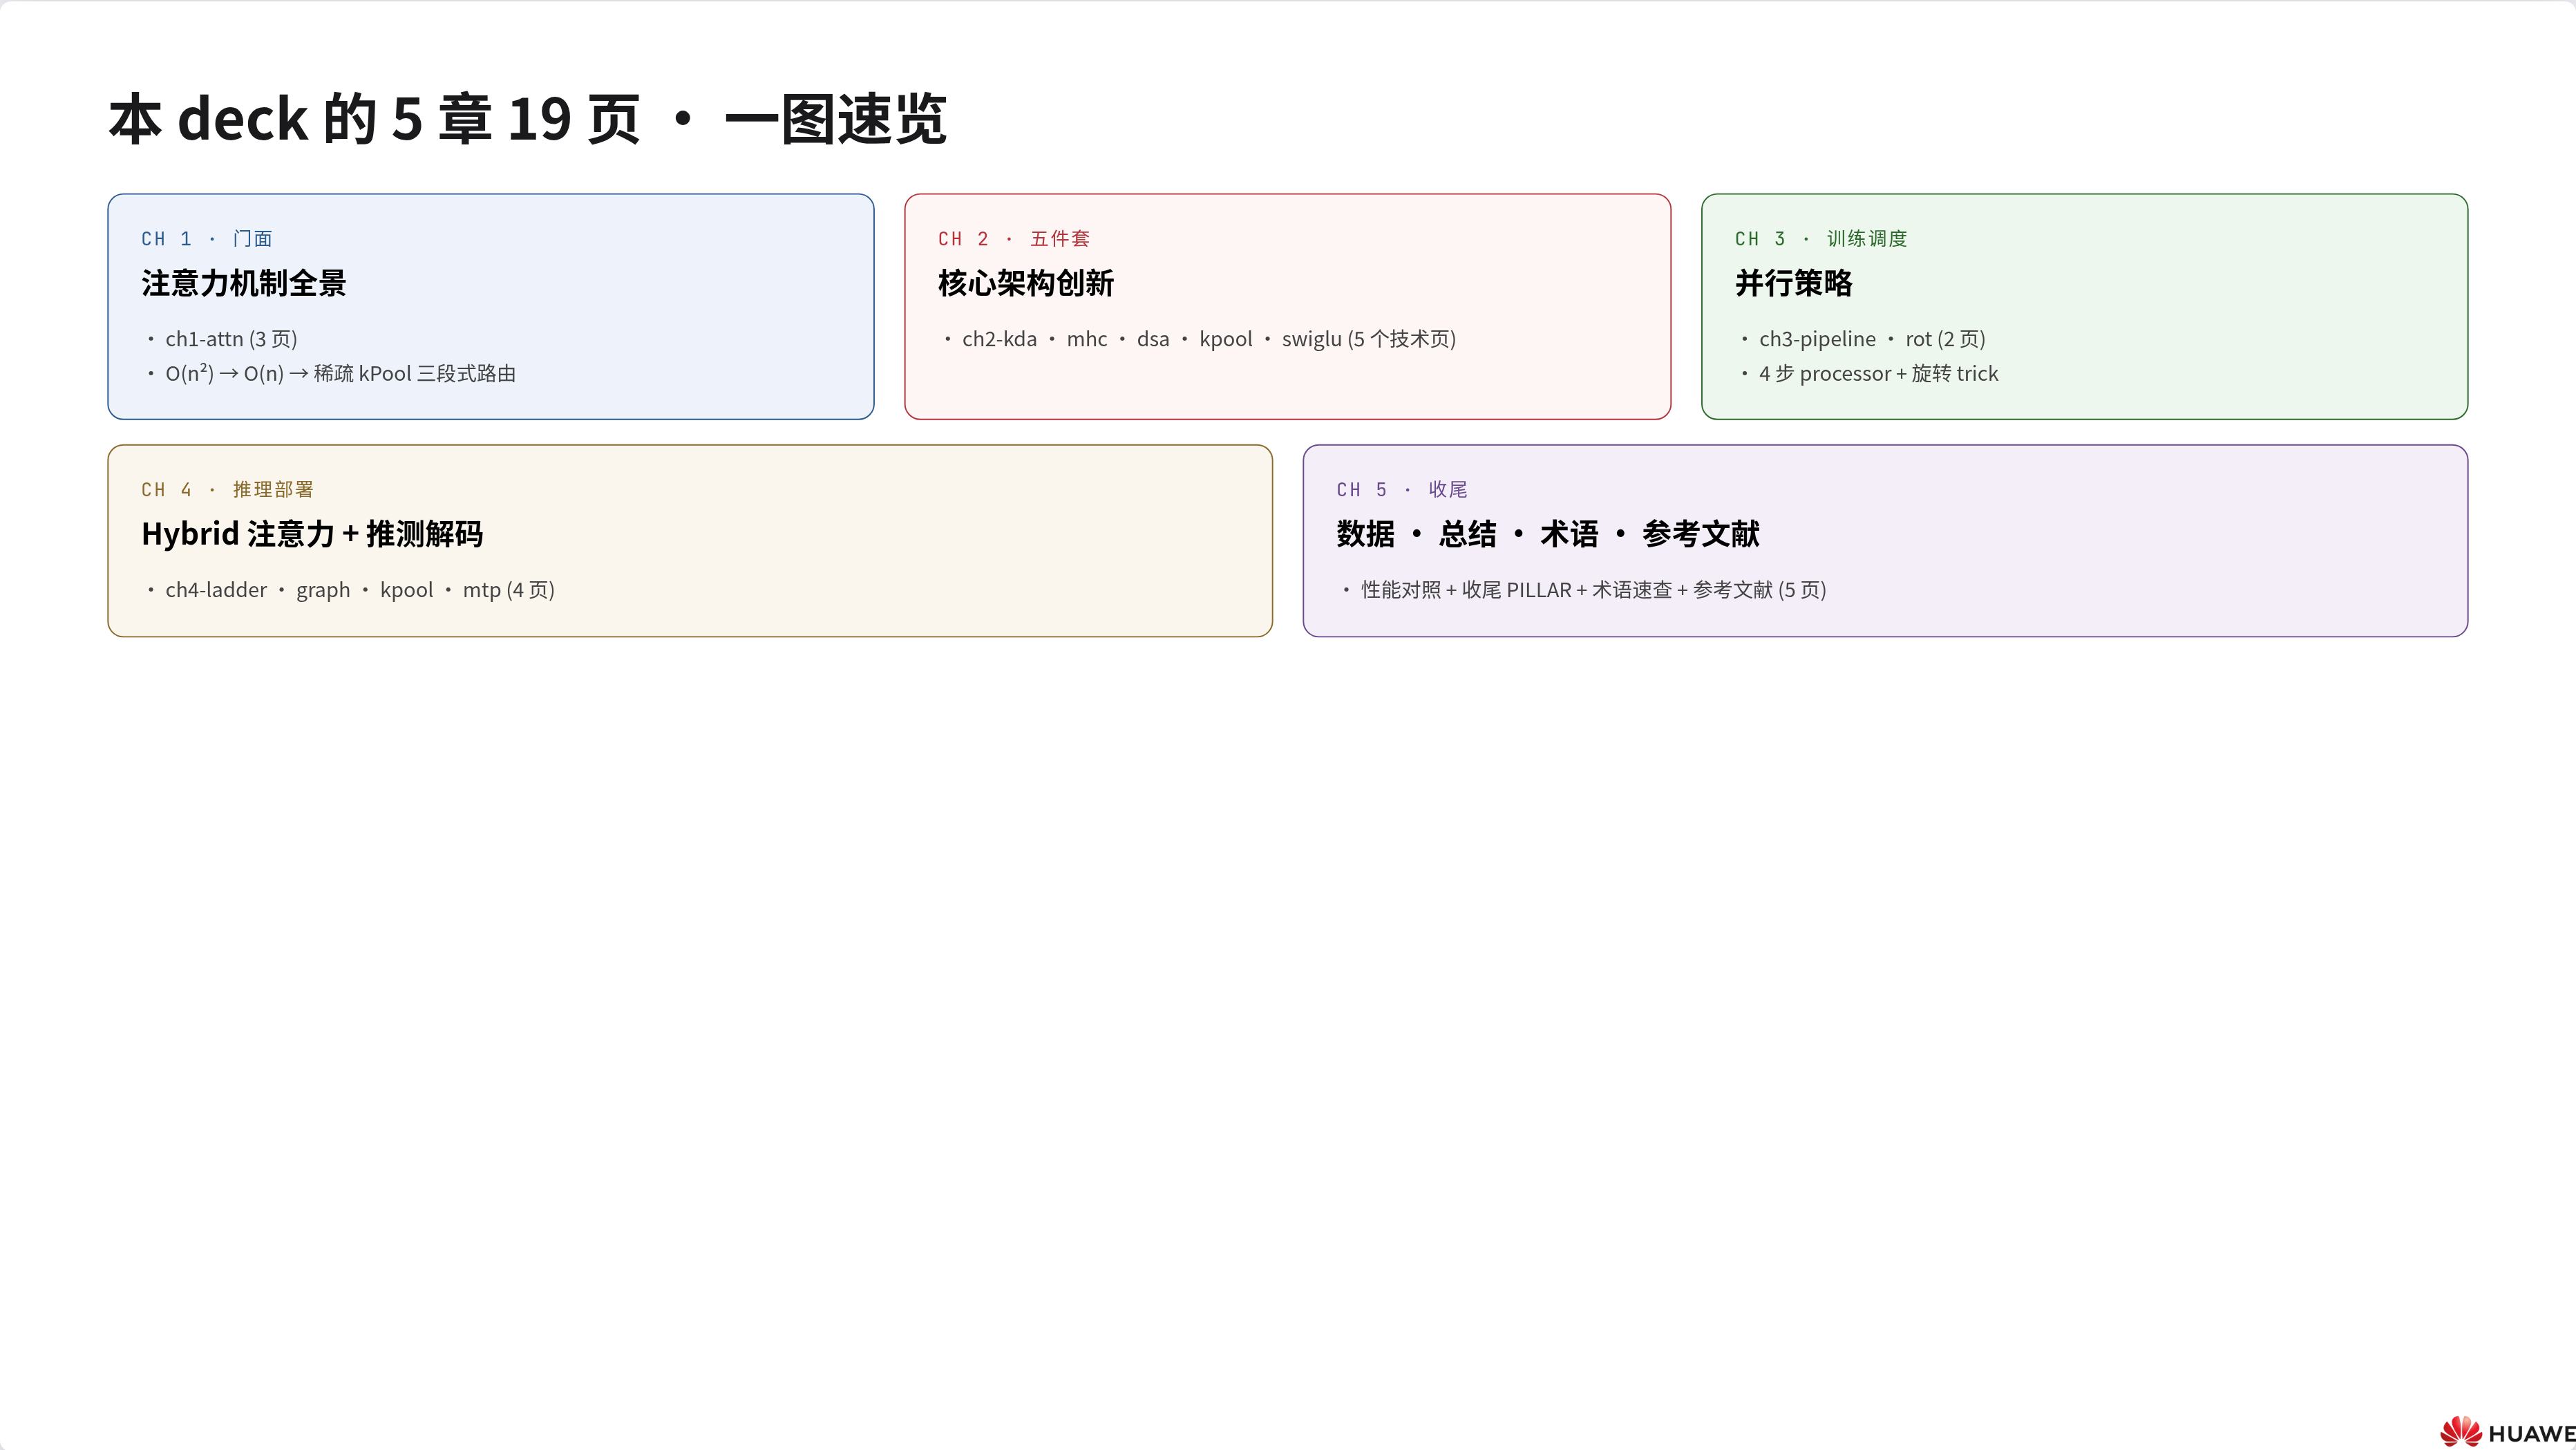 本 deck 的 5 章 19 页 · 一图速览
CH 1 · 门面
注意力机制全景
· ch1-attn (3 页)
· O(n²) → O(n) → 稀疏 kPool 三段式路由
CH 2 · 五件套
核心架构创新
· ch2-kda · mhc · dsa · kpool · swiglu (5 个技术页)
CH 3 · 训练调度
并行策略
· ch3-pipeline · rot (2 页)
· 4 步 processor + 旋转 trick
CH 4 · 推理部署
Hybrid 注意力 + 推测解码
· ch4-ladder · graph · kpool · mtp (4 页)
CH 5 · 收尾
数据 · 总结 · 术语 · 参考文献
· 性能对照 + 收尾 PILLAR + 术语速查 + 参考文献 (5 页)
HUAWE